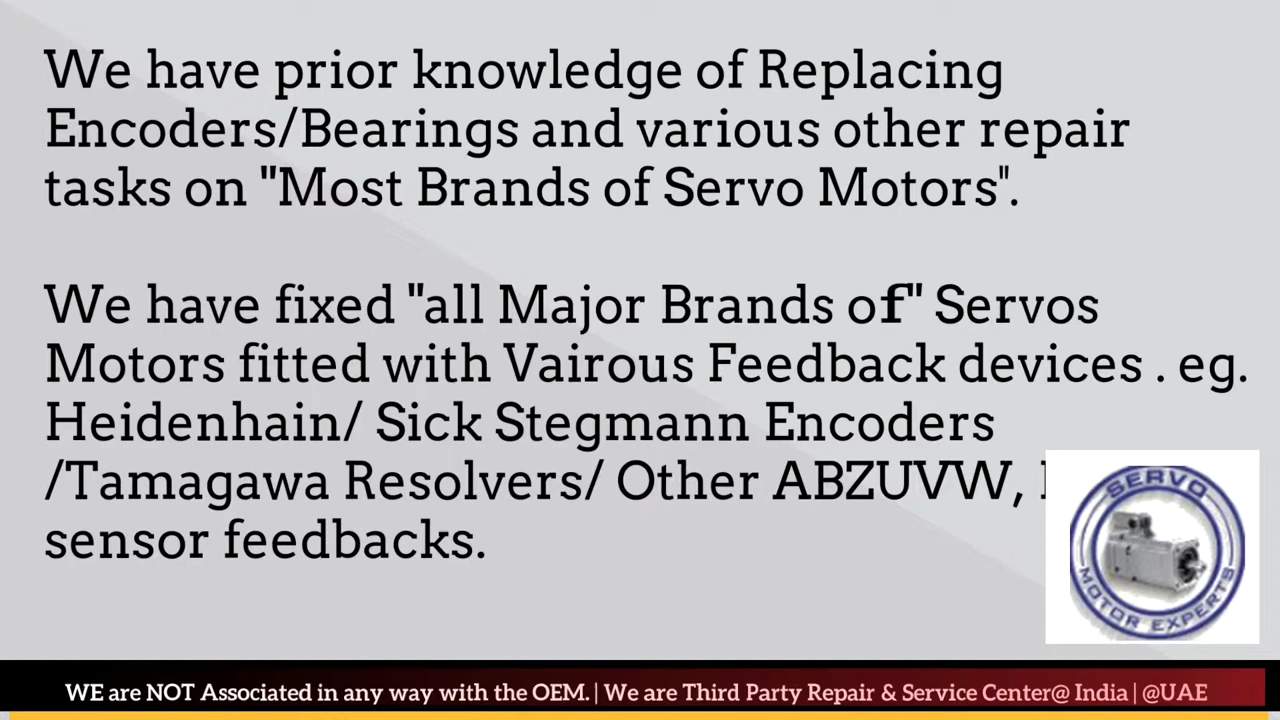 We have prior knowledge of Replacing
Encoders/Bearings and various other repair
tasks on "Most Brands of Servo Motors".
We have fixed "all Major Brands of" Servos
Motors fitted with Vairous Feedback devices . eg.
Heidenhain/ Sick Stegmann Encoders
/Tamagawa Resolvers/ Other ABZUVW,
sensor feedbacks.
SERVO
MOTOR EXPERTS
WE are NOT Associated in any way with the OEM. | We are Third Party Repair & Service Center@ India | @UAE